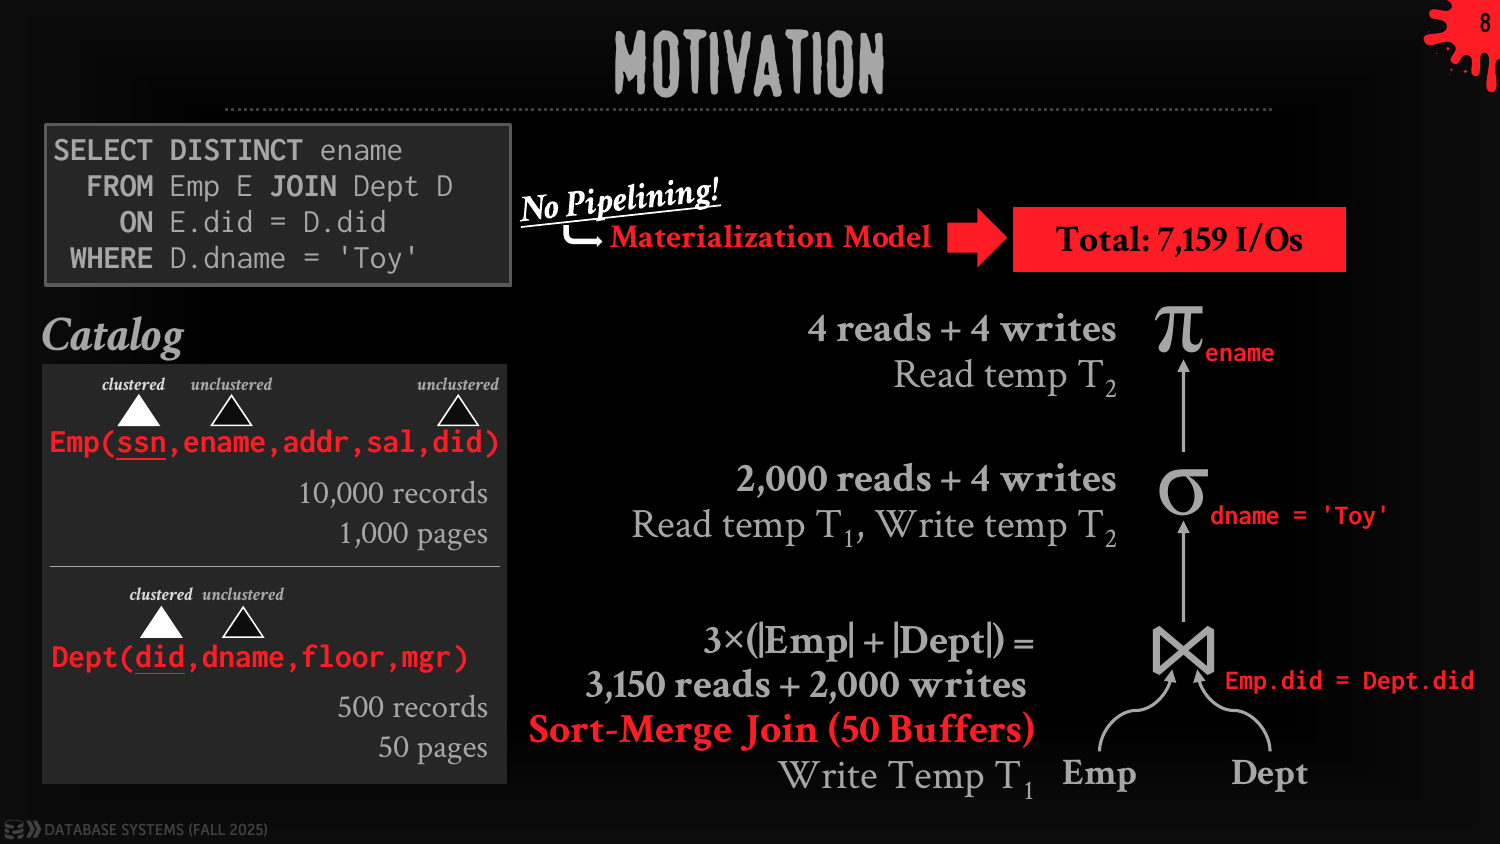 8
MOTIVATION
SELECT DISTINCT ename
FROM Emp E JOIN Dept D
ON E.did = D.did
WHERE D.dname = 'Toy'
No Pipelining!
Materialization Model
Total: 7,159 I/Os
Catalog
clustered unclustered unclustered
Emp(ssn,ename,addr,sal,did)
10,000 records
1,000 pages
clustered unclustered
Dept(did,dname,floor,mgr)
500 records
50 pages
4 reads + 4 writes
Read temp T2
π ename
2,000 reads + 4 writes
Read temp T1, Write temp T2
σ dname = 'Toy'
3×(|Emp| + |Dept|) =
3,150 reads + 2,000 writes
Sort-Merge Join (50 Buffers)
Write Temp T1
⋈ Emp.did = Dept.did
Emp Dept
DATABASE SYSTEMS (FALL 2025)